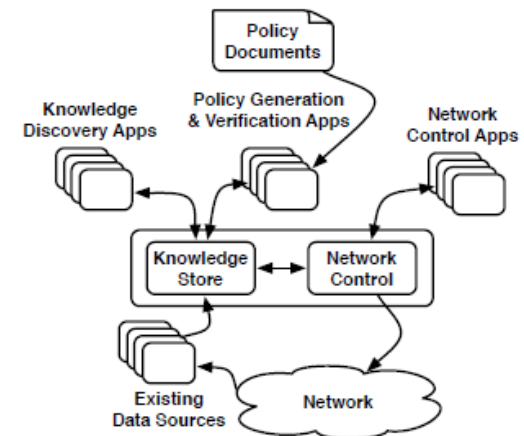 Policy
Documents
Knowledge
Discovery Apps
Policy Generation
& Verification Apps
Network
Control Apps
Knowledge
Store
Network
Control
Existing
Data Sources
Network